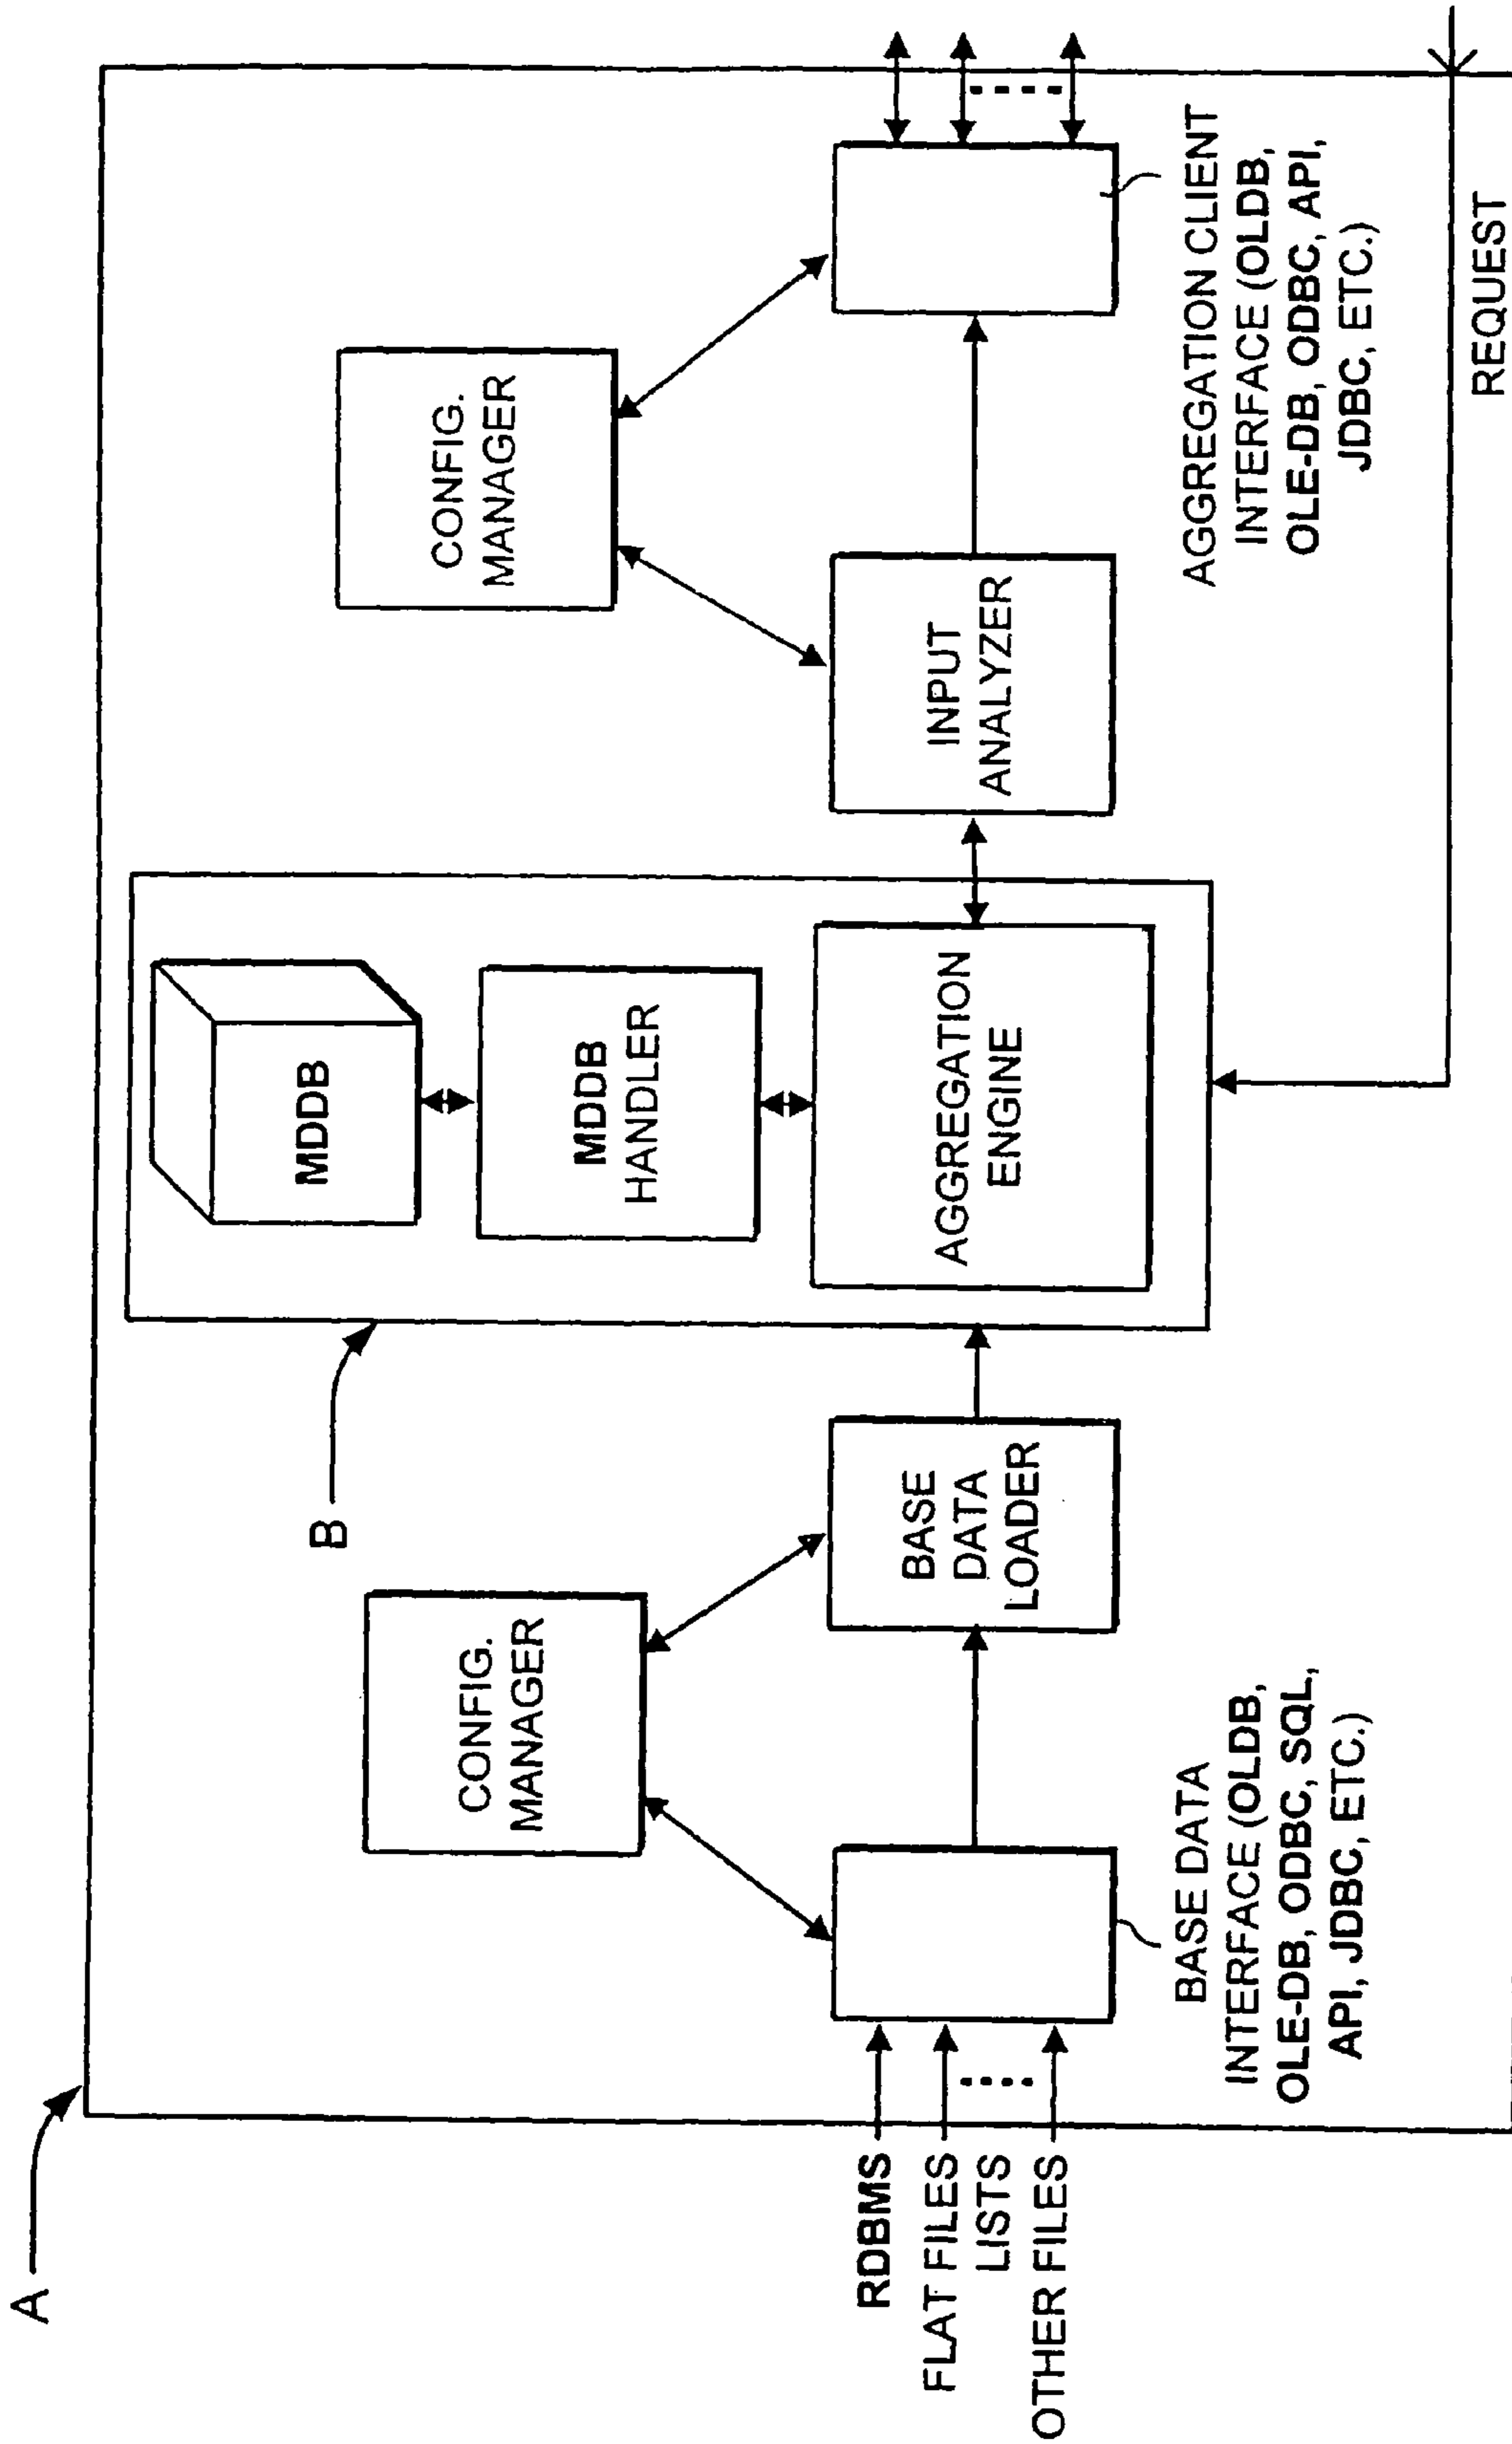 A
B
CONFIG.
MANAGER
CONFIG.
MANAGER
MDDB
MDDB
HANDLER
AGGREGATION
ENGINE
RDBMS
FLAT FILES
LISTS
OTHER FILES
BASE
DATA
LOADER
INPUT
ANALYZER
BASE DATA
INTERFACE (OLDB,
OLE-DB, ODBC, SQL,
API, JDBC, ETC.)
AGGREGATION CLIENT
INTERFACE (OLDB,
OLE-DB, ODBC, API,
JDBC, ETC.)
REQUEST